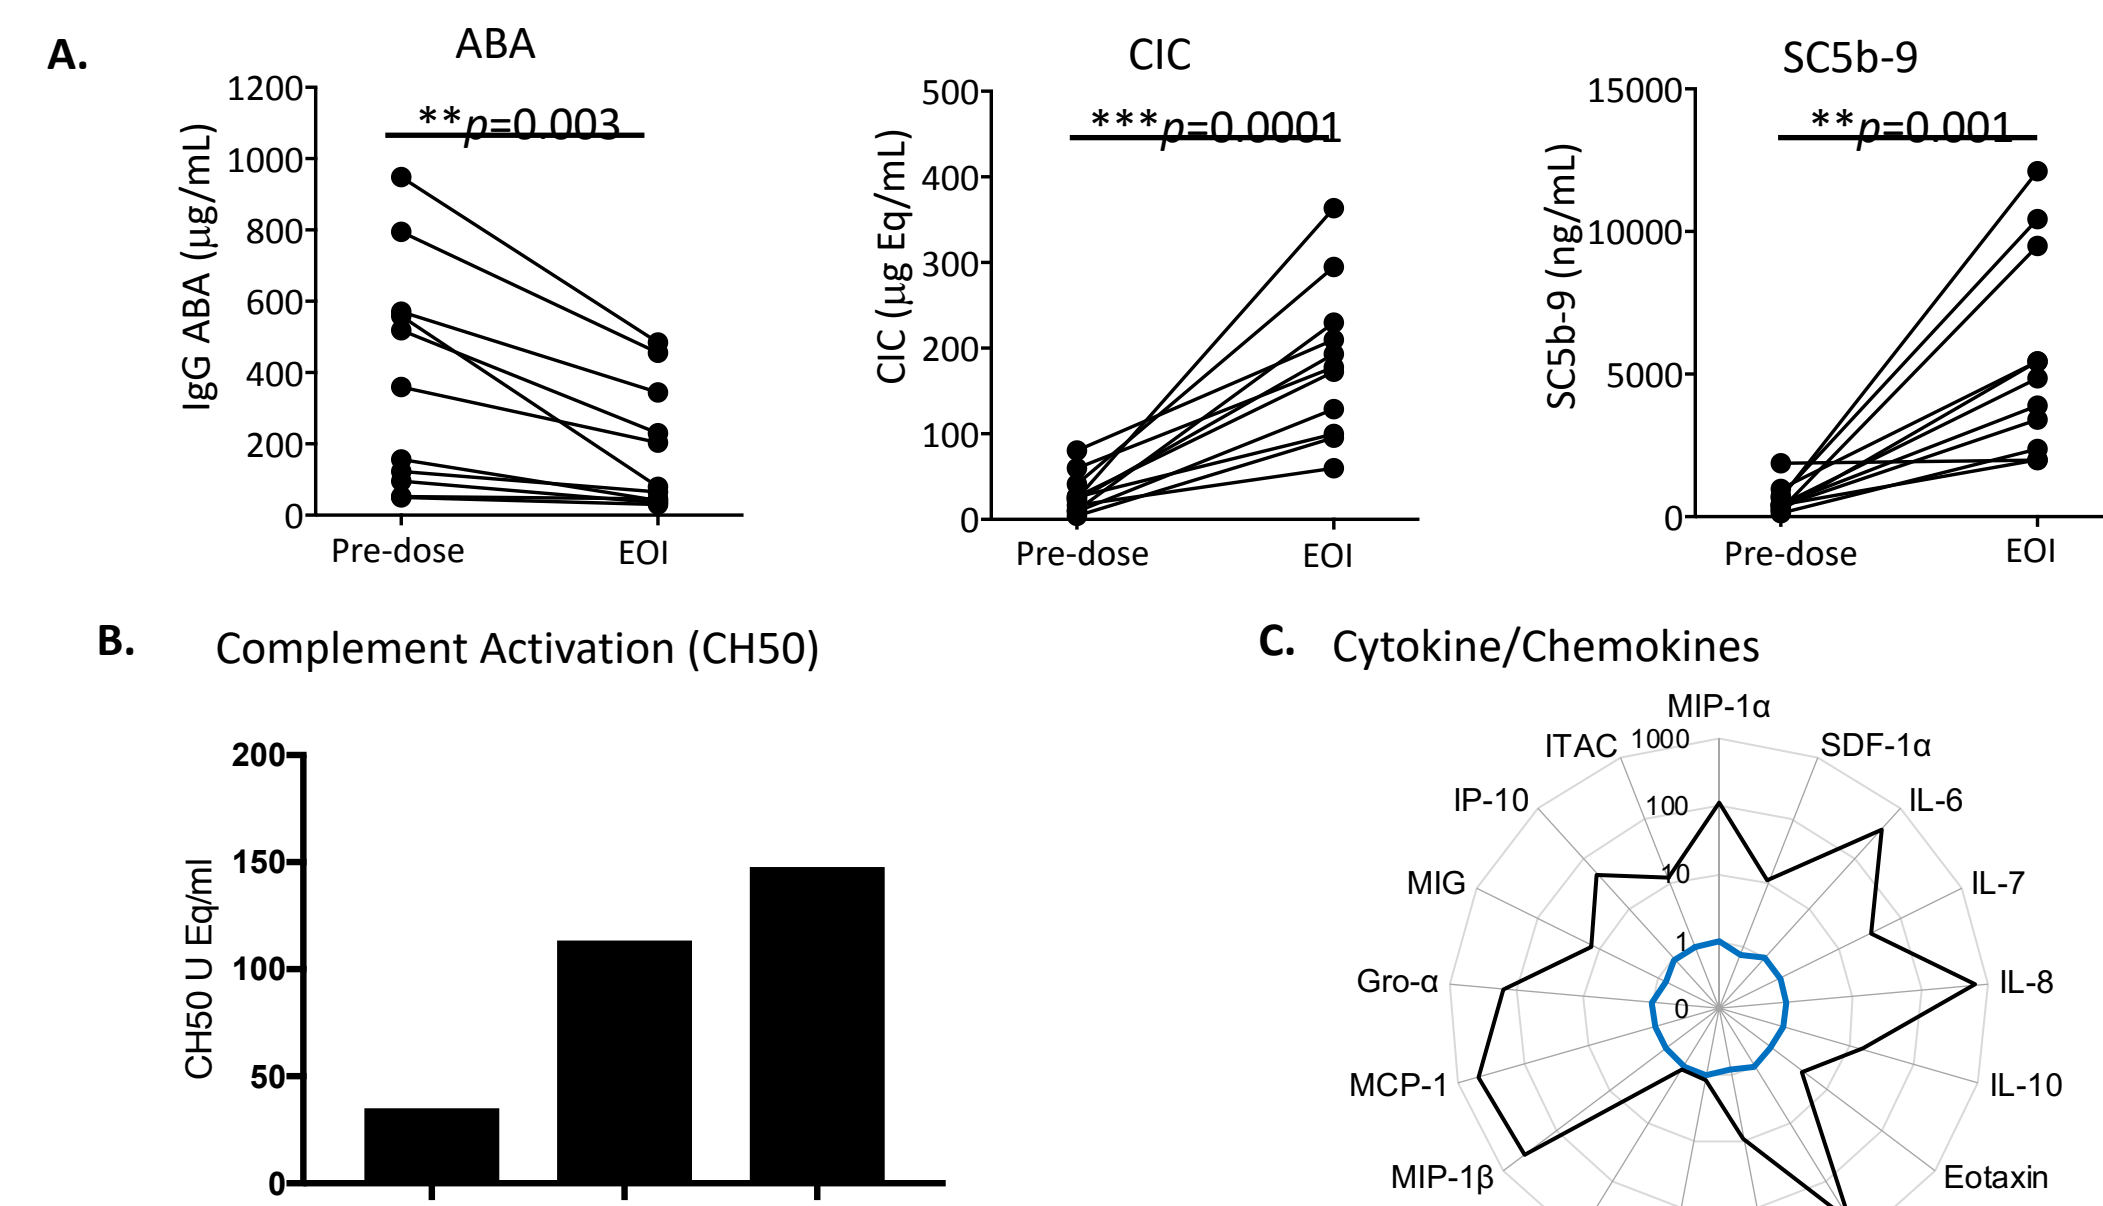 A.
ABA
IgG ABA (µg/mL)
1200
1000
800
600
400
200
0
**p=0.003
Pre-dose
EOI
CIC
CIC (µg Eq/mL)
500
400
300
200
100
0
***p=0.0001
Pre-dose
EOI
SC5b-9
SC5b-9 (ng/mL)
15000
10000
5000
0
**p=0.001
Pre-dose
EOI
B.
Complement Activation (CH50)
CH50 U Eq/ml
200
150
100
50
0
C.
Cytokine/Chemokines
MIP-1α
SDF-1α
IL-6
IL-7
IL-8
IL-10
Eotaxin
MIP-1β
MCP-1
Gro-α
MIG
IP-10
ITAC
1000
100
10
1
0